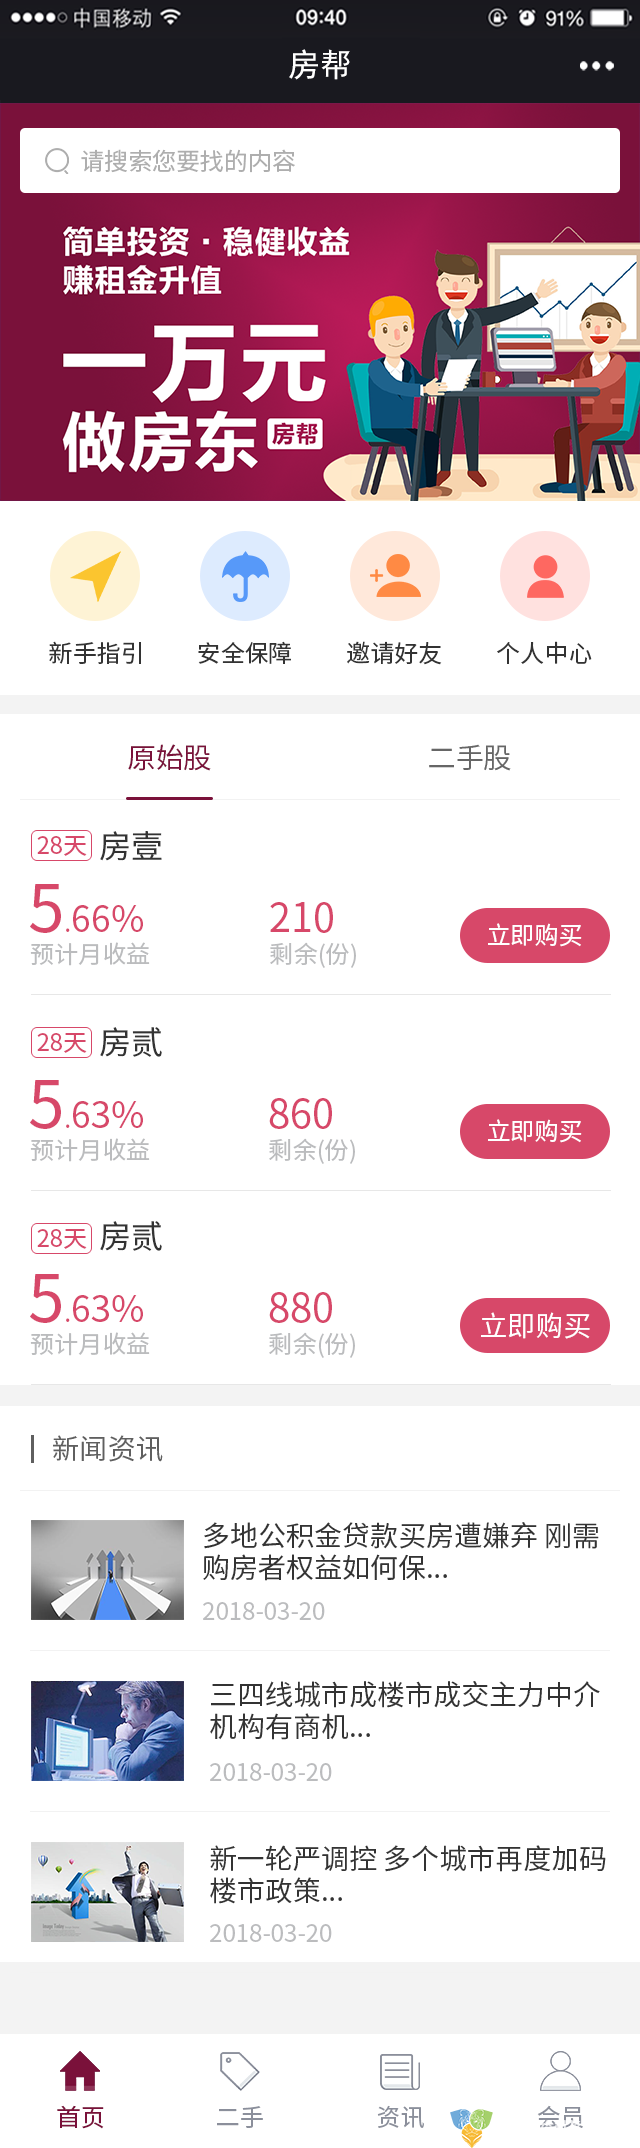 中国移动 09:40 91%
房帮
请搜索您要找的内容
简单投资·稳健收益
赚租金升值
一万元
做房东 房帮
新手指引 安全保障 邀请好友 个人中心
原始股 二手股
28天 房壹
5.66% 210 立即购买
预计月收益 剩余(份)
28天 房贰
5.63% 860 立即购买
预计月收益 剩余(份)
28天 房贰
5.63% 880 立即购买
预计月收益 剩余(份)
新闻资讯
多地公积金贷款买房遭嫌弃 刚需
购房者权益如何保...
2018-03-20
三四线城市成楼市成交主力中介
机构有商机...
2018-03-20
新一轮严调控 多个城市再度加码
楼市政策...
2018-03-20
首页 二手 资讯 会员